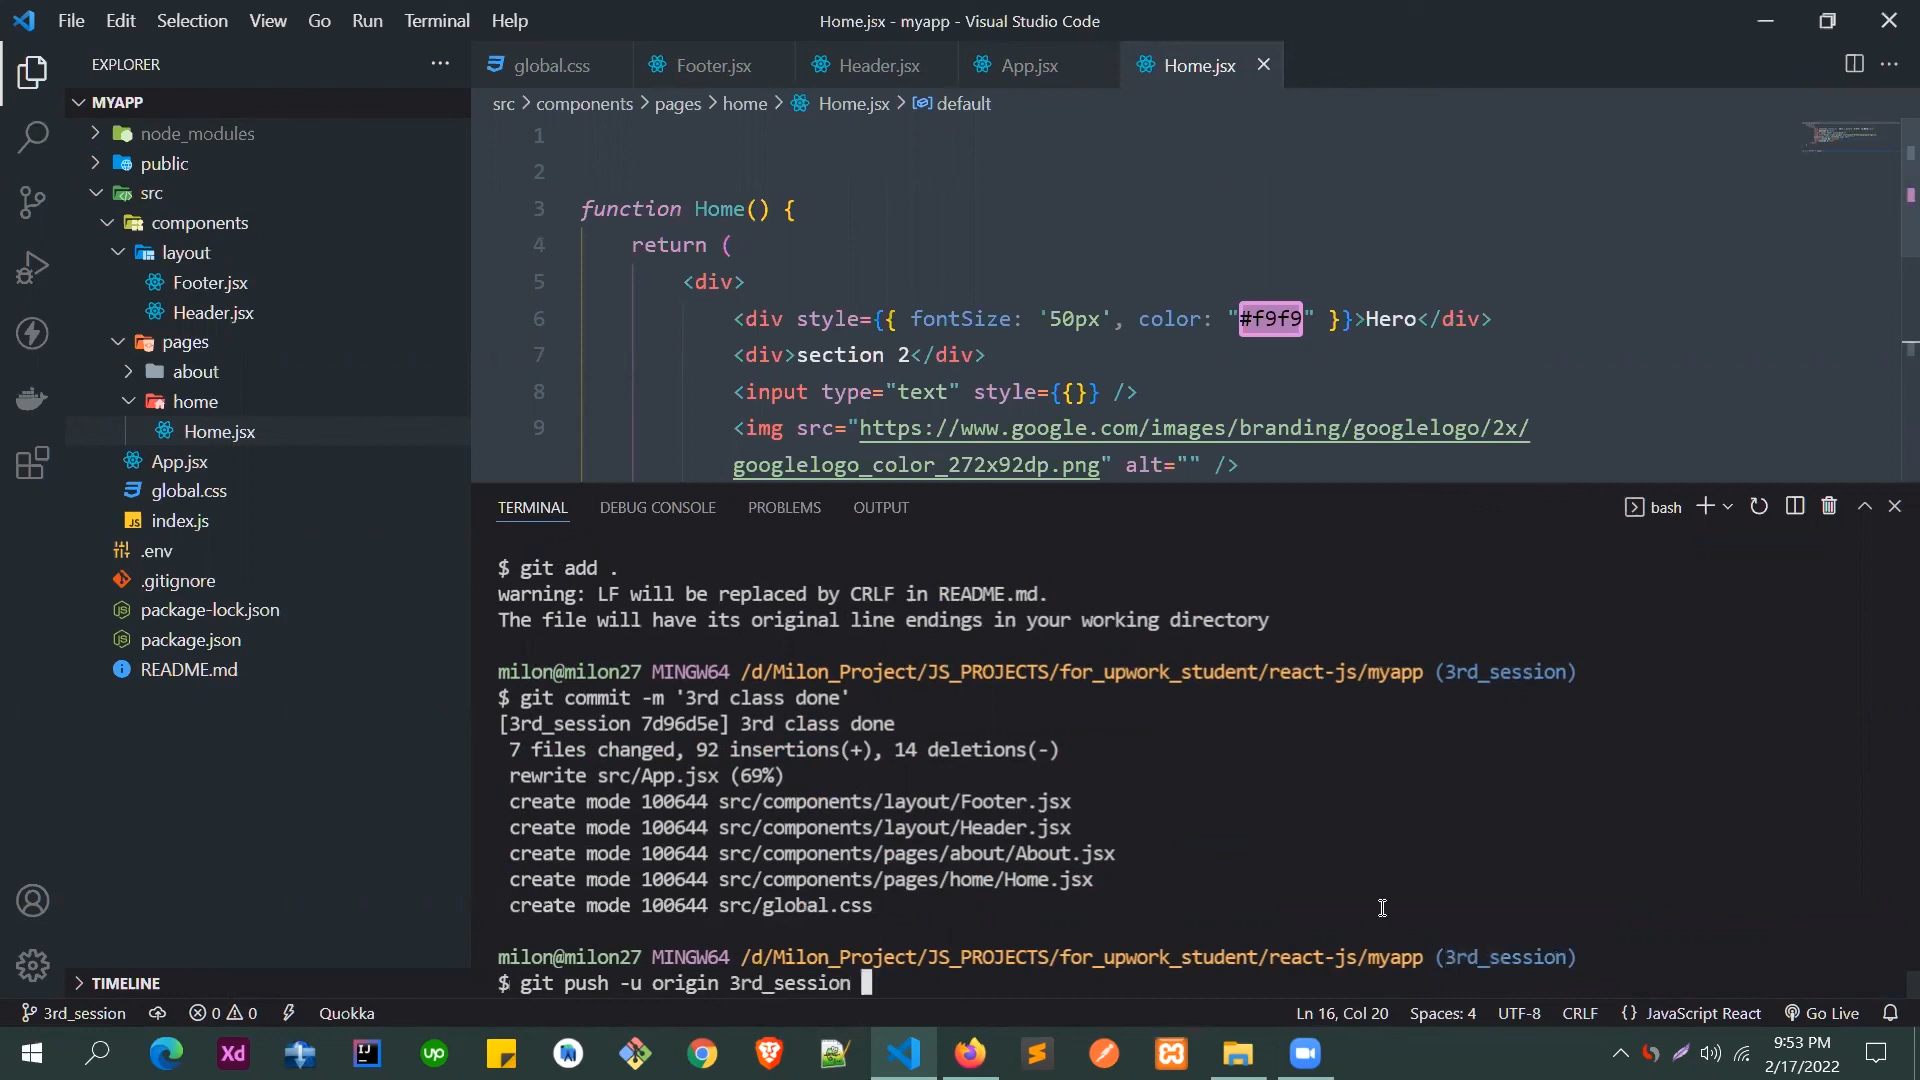 File Edit Selection View Go Run Terminal Help
Home.jsx - myapp - Visual Studio Code
EXPLORER
MYAPP
node_modules
public
src
components
layout
Footer.jsx
Header.jsx
pages
about
home
Home.jsx
App.jsx
global.css
index.js
.env
.gitignore
package-lock.json
package.json
README.md
TIMELINE
global.css Footer.jsx Header.jsx App.jsx Home.jsx
src > components > pages > home > Home.jsx > default
1
2
3 function Home() {
4 return (
5 <div>
6 <div style={{ fontSize: '50px', color: "#f9f9" }}>Hero</div>
7 <div>section 2</div>
8 <input type="text" style={{}} />
9 <img src="https://www.google.com/images/branding/googlelogo/2x/
googlelogo_color_272x92dp.png" alt="" />
TERMINAL DEBUG CONSOLE PROBLEMS OUTPUT
bash
$ git add .
warning: LF will be replaced by CRLF in README.md.
The file will have its original line endings in your working directory
milon@milon27 MINGW64 /d/Milon_Project/JS_PROJECTS/for_upwork_student/react-js/myapp (3rd_session)
$ git commit -m '3rd class done'
[3rd_session 7d96d5e] 3rd class done
7 files changed, 92 insertions(+), 14 deletions(-)
rewrite src/App.jsx (69%)
create mode 100644 src/components/layout/Footer.jsx
create mode 100644 src/components/layout/Header.jsx
create mode 100644 src/components/pages/about/About.jsx
create mode 100644 src/components/pages/home/Home.jsx
create mode 100644 src/global.css
milon@milon27 MINGW64 /d/Milon_Project/JS_PROJECTS/for_upwork_student/react-js/myapp (3rd_session)
$ git push -u origin 3rd_session
3rd_session 0 0 Quokka
Ln 16, Col 20 Spaces: 4 UTF-8 CRLF {} JavaScript React Go Live
Xd
IJ
up
9:53 PM
2/17/2022